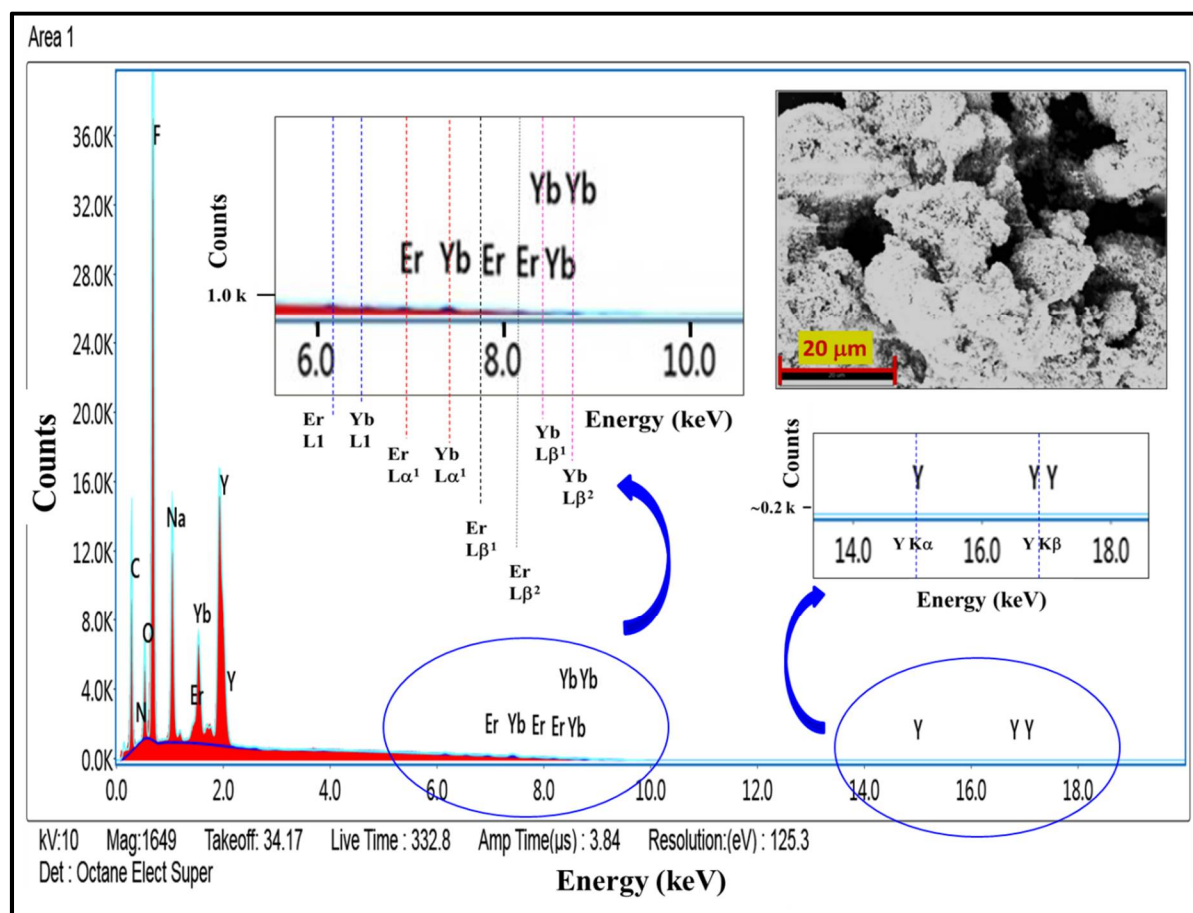 Area 1
Counts
36.0K
32.0K
28.0K
24.0K
20.0K
16.0K
12.0K
8.0K
4.0K
0.0K
F
C
O
N
Na
Er
Yb
Y
Y
Counts
1.0 k
Yb Yb
Er Yb Er Er Yb
6.0 8.0 10.0
Energy (keV)
Er L1
Yb L1
Er Lα¹
Yb Lα¹
Er Lβ¹
Er Lβ²
Yb Lβ¹
Yb Lβ²
20 μm
Counts
~0.2 k
Y Y Y
14.0 Y Kα 16.0 Y Kβ 18.0
Energy (keV)
Yb Yb
Er Yb Er Er Yb
Y Y Y
0.0 2.0 4.0 6.0 8.0 10.0 12.0 14.0 16.0 18.0
kV:10 Mag:1649 Takeoff: 34.17 Live Time : 332.8 Amp Time(μs) : 3.84 Resolution:(eV) : 125.3
Det : Octane Elect Super
Energy (keV)